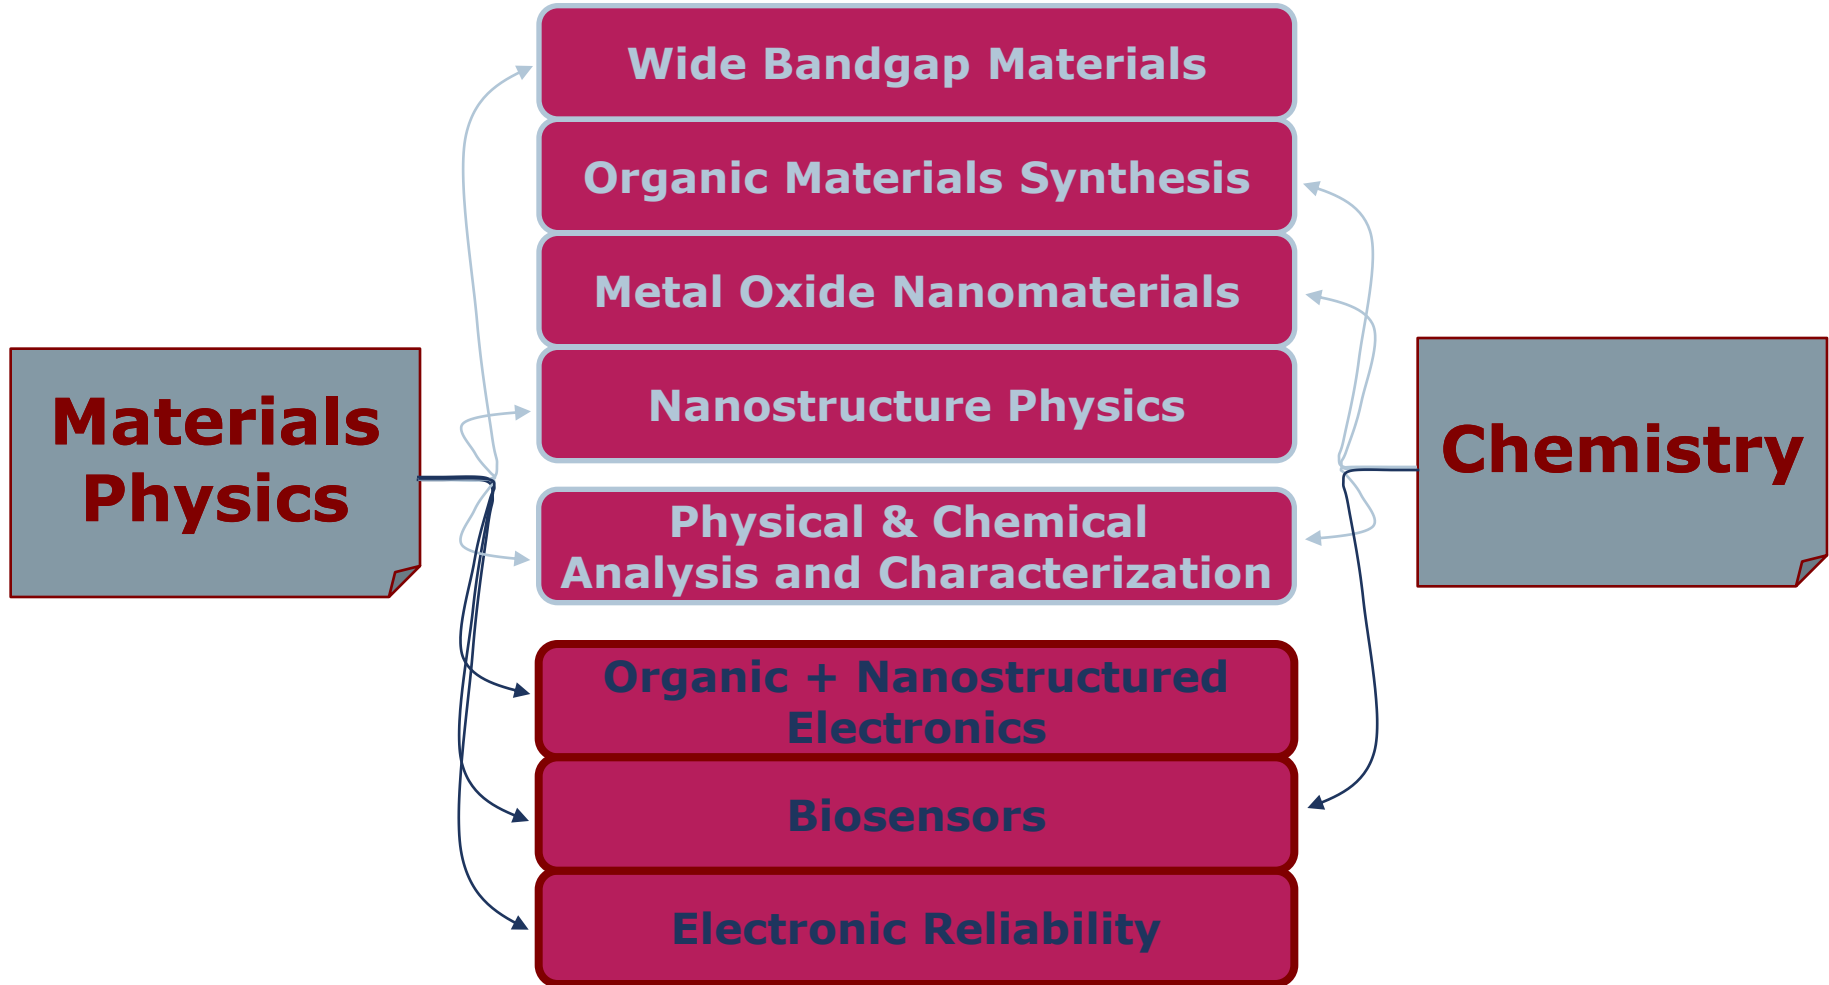 Wide Bandgap Materials
Organic Materials Synthesis
Metal Oxide Nanomaterials
Nanostructure Physics
Materials
Physics
Chemistry
Physical & Chemical
Analysis and Characterization
Organic + Nanostructured
Electronics
Biosensors
Electronic Reliability